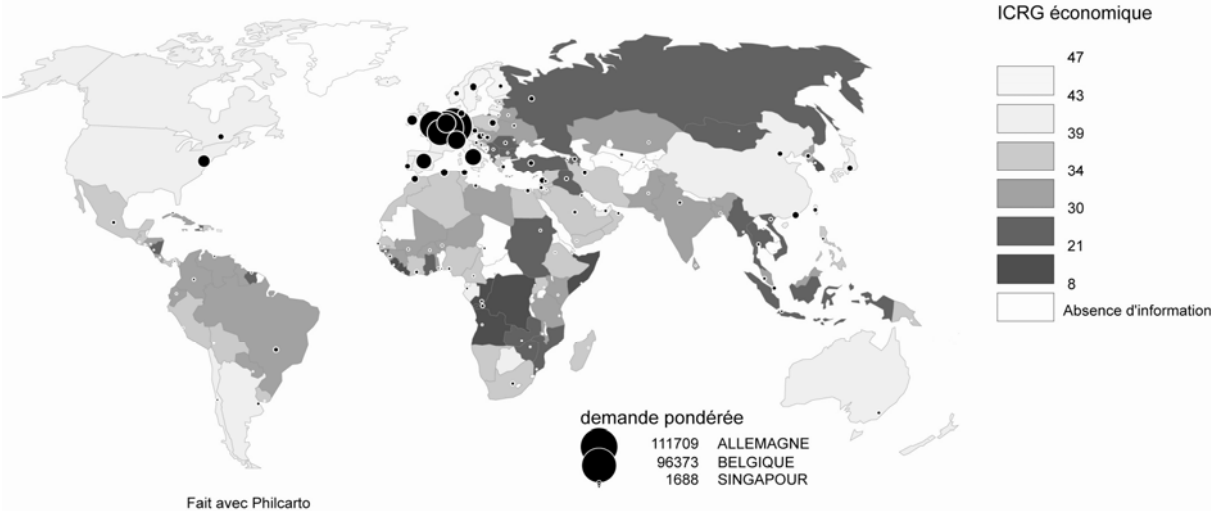 ICRG économique
47
43
39
34
30
21
8
Absence d'information
demande pondérée
111709 ALLEMAGNE
96373 BELGIQUE
1688 SINGAPOUR
Fait avec Philcarto